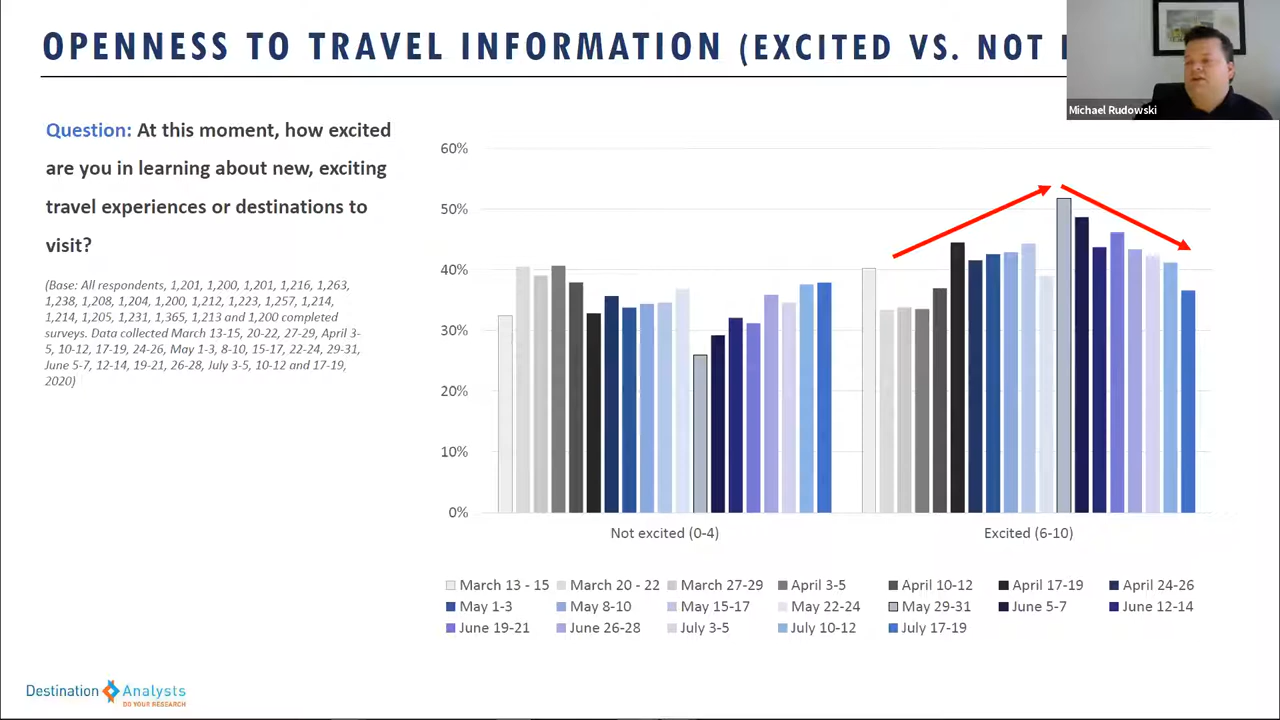 OPENNESS TO TRAVEL INFORMATION (EXCITED VS. NOT
Michael Rudowski
Question: At this moment, how excited
are you in learning about new, exciting
travel experiences or destinations to
visit?
(Base: All respondents, 1,201, 1,200, 1,201, 1,216, 1,263,
1,238, 1,208, 1,204, 1,200, 1,212, 1,223, 1,257, 1,214,
1,214, 1,205, 1,231, 1,365, 1,213 and 1,200 completed
surveys. Data collected March 13-15, 20-22, 27-29, April 3-
5, 10-12, 17-19, 24-26, May 1-3, 8-10, 15-17, 22-24, 29-31,
June 5-7, 12-14, 19-21, 26-28, July 3-5, 10-12 and 17-19,
2020)
60%
50%
40%
30%
20%
10%
0%
Not excited (0-4) Excited (6-10)
March 13 - 15 March 20 - 22 March 27-29 April 3-5 April 10-12 April 17-19 April 24-26
May 1-3 May 8-10 May 15-17 May 22-24 May 29-31 June 5-7 June 12-14
June 19-21 June 26-28 July 3-5 July 10-12 July 17-19
Destination Analysts
DO YOUR RESEARCH